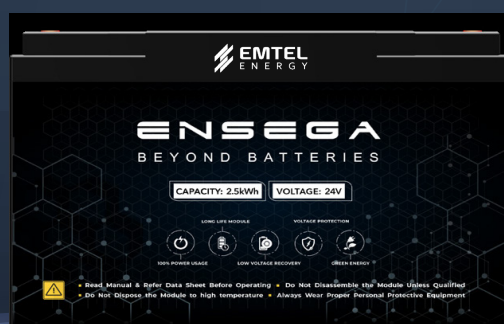 EMTEL
ENERGY
ENSEGA
BEYOND BATTERIES
CAPACITY: 2.5kWh VOLTAGE: 24V
LONG LIFE MODULE VOLTAGE PROTECTION
100% POWER USAGE LOW VOLTAGE RECOVERY GREEN ENERGY
• Read Manual & Refer Data Sheet Before Operating • Do Not Disassemble the Module Unless Qualified
• Do Not Dispose the Module to high temperature • Always Wear Proper Personal Protective Equipment